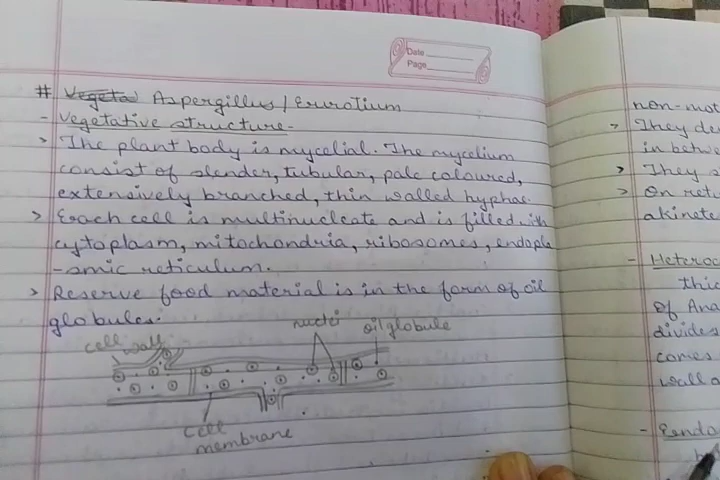 Date
Page
# Vegeta Aspergillus / Eurotium
- Vegetative structure -
> The plant body is mycelial. The mycelium
consist of slender, tubular, pale coloured,
extensively branched, thin walled hyphae.
> Each cell is multinucleate and is filled with
cytoplasm, mitochondria, ribosomes, endopla
-smic reticulum.
> Reserve food material is in the form of oil
globules.
cell wall
nuclei
oil globule
cell
membrane
non-mot
> They de
in betwe
> They s
> On retu
akinete
- Heteroc
thic
of Ana
divides
comes
wall a
- Eendo